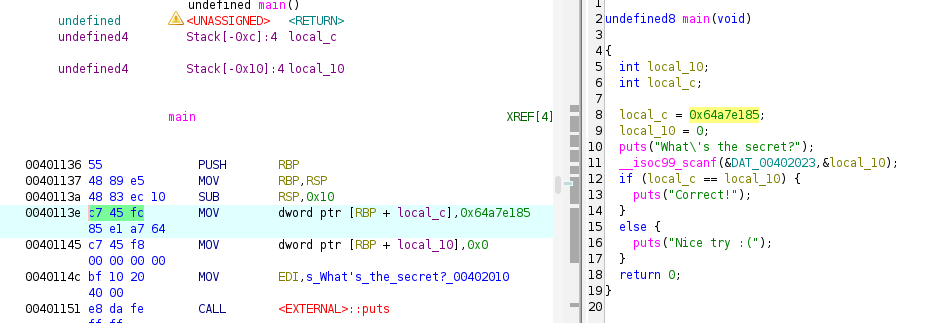 undefined main()
undefined <UNASSIGNED> <RETURN>
undefined4 Stack[-0xc]:4 local_c
undefined4 Stack[-0x10]:4 local_10
main XREF[4]
00401136 55 PUSH RBP
00401137 48 89 e5 MOV RBP,RSP
0040113a 48 83 ec 10 SUB RSP,0x10
0040113e c7 45 fc MOV dword ptr [RBP + local_c],0x64a7e185
85 e1 a7 64
00401145 c7 45 f8 MOV dword ptr [RBP + local_10],0x0
00 00 00 00
0040114c bf 10 20 MOV EDI,s_What's_the_secret?_00402010
40 00
00401151 e8 da fe CALL <EXTERNAL>::puts
1
2 undefined8 main(void)
3
4 {
5 int local_10;
6 int local_c;
7
8 local_c = 0x64a7e185;
9 local_10 = 0;
10 puts("What\'s the secret?");
11 __isoc99_scanf(&DAT_00402023,&local_10);
12 if (local_c == local_10) {
13 puts("Correct!");
14 }
15 else {
16 puts("Nice try :(");
17 }
18 return 0;
19 }
20